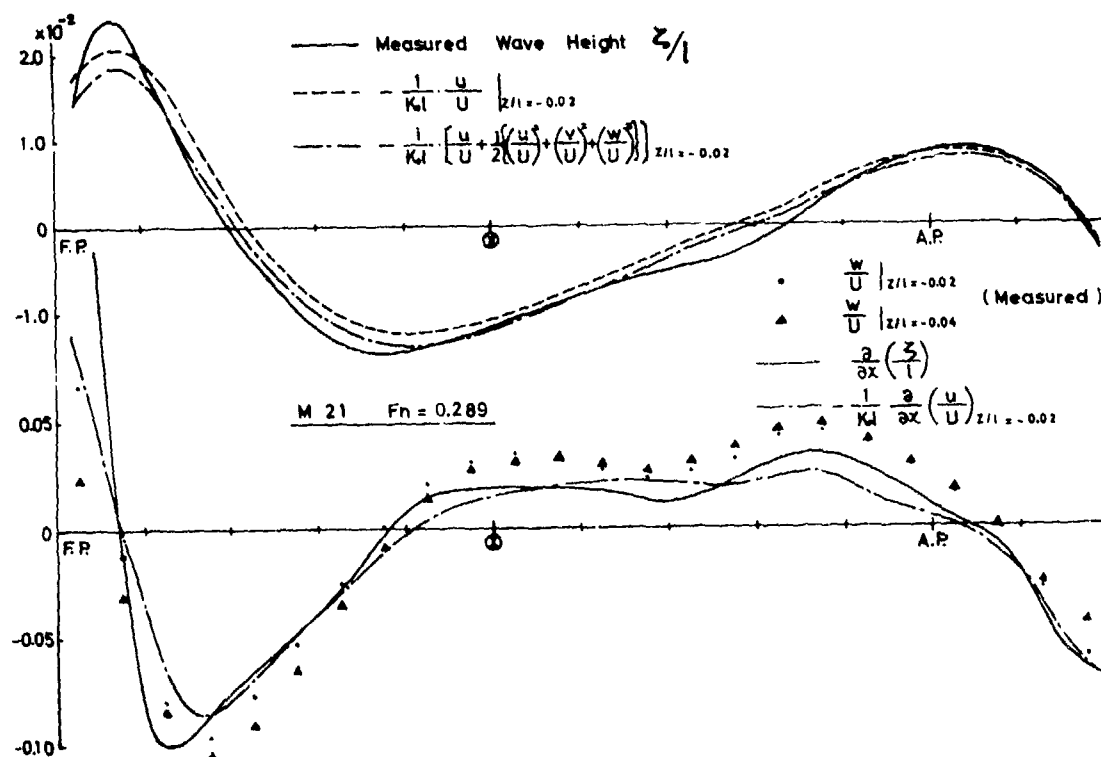 ×10⁻²
2.0
1.0
0
-1.0
Measured Wave Height ζ/l
- 1/K₀l · u/U |z/l = -0.02
- 1/K₀l · [u/U + 1/2{(u/U)² + (v/U)² + (w/U)²}] z/l = -0.02
F.P.
A.P.
w/U |z/l = -0.02
w/U |z/l = -0.04
(Measured)
∂/∂x (ζ/l)
- 1/K₀l ∂/∂x (u/U) z/l = -0.02
M 21 Fn = 0.289
0.05
0
-0.05
-0.10
F.P.
A.P.